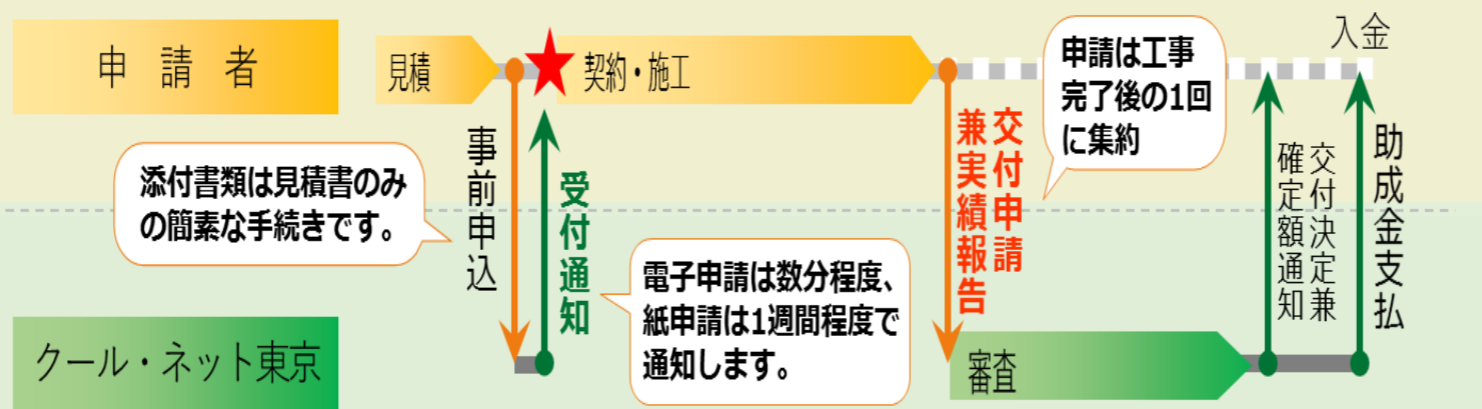 申請者
見積
契約・施工
入金
申請は工事
完了後の1回
に集約
添付書類は見積書のみ
の簡素な手続きです。
事前申込
受付通知
電子申請は数分程度、
紙申請は1週間程度で
通知します。
交付申請
兼実績報告
交付決定兼
確定額通知
助成金支払
クール・ネット東京
審査